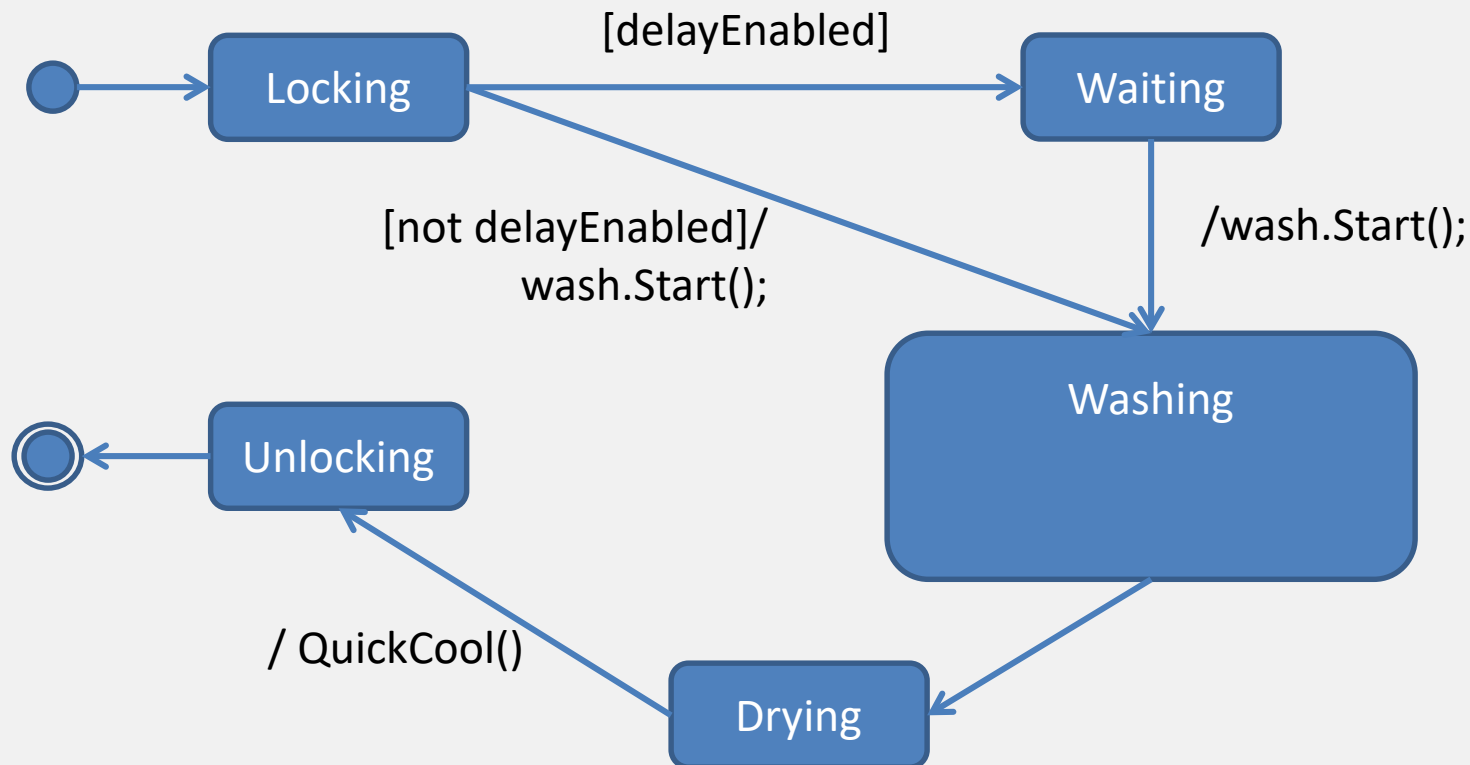 [delayEnabled]
Locking
Waiting
[not delayEnabled]/
wash.Start();
/wash.Start();
Washing
Unlocking
/ QuickCool()
Drying